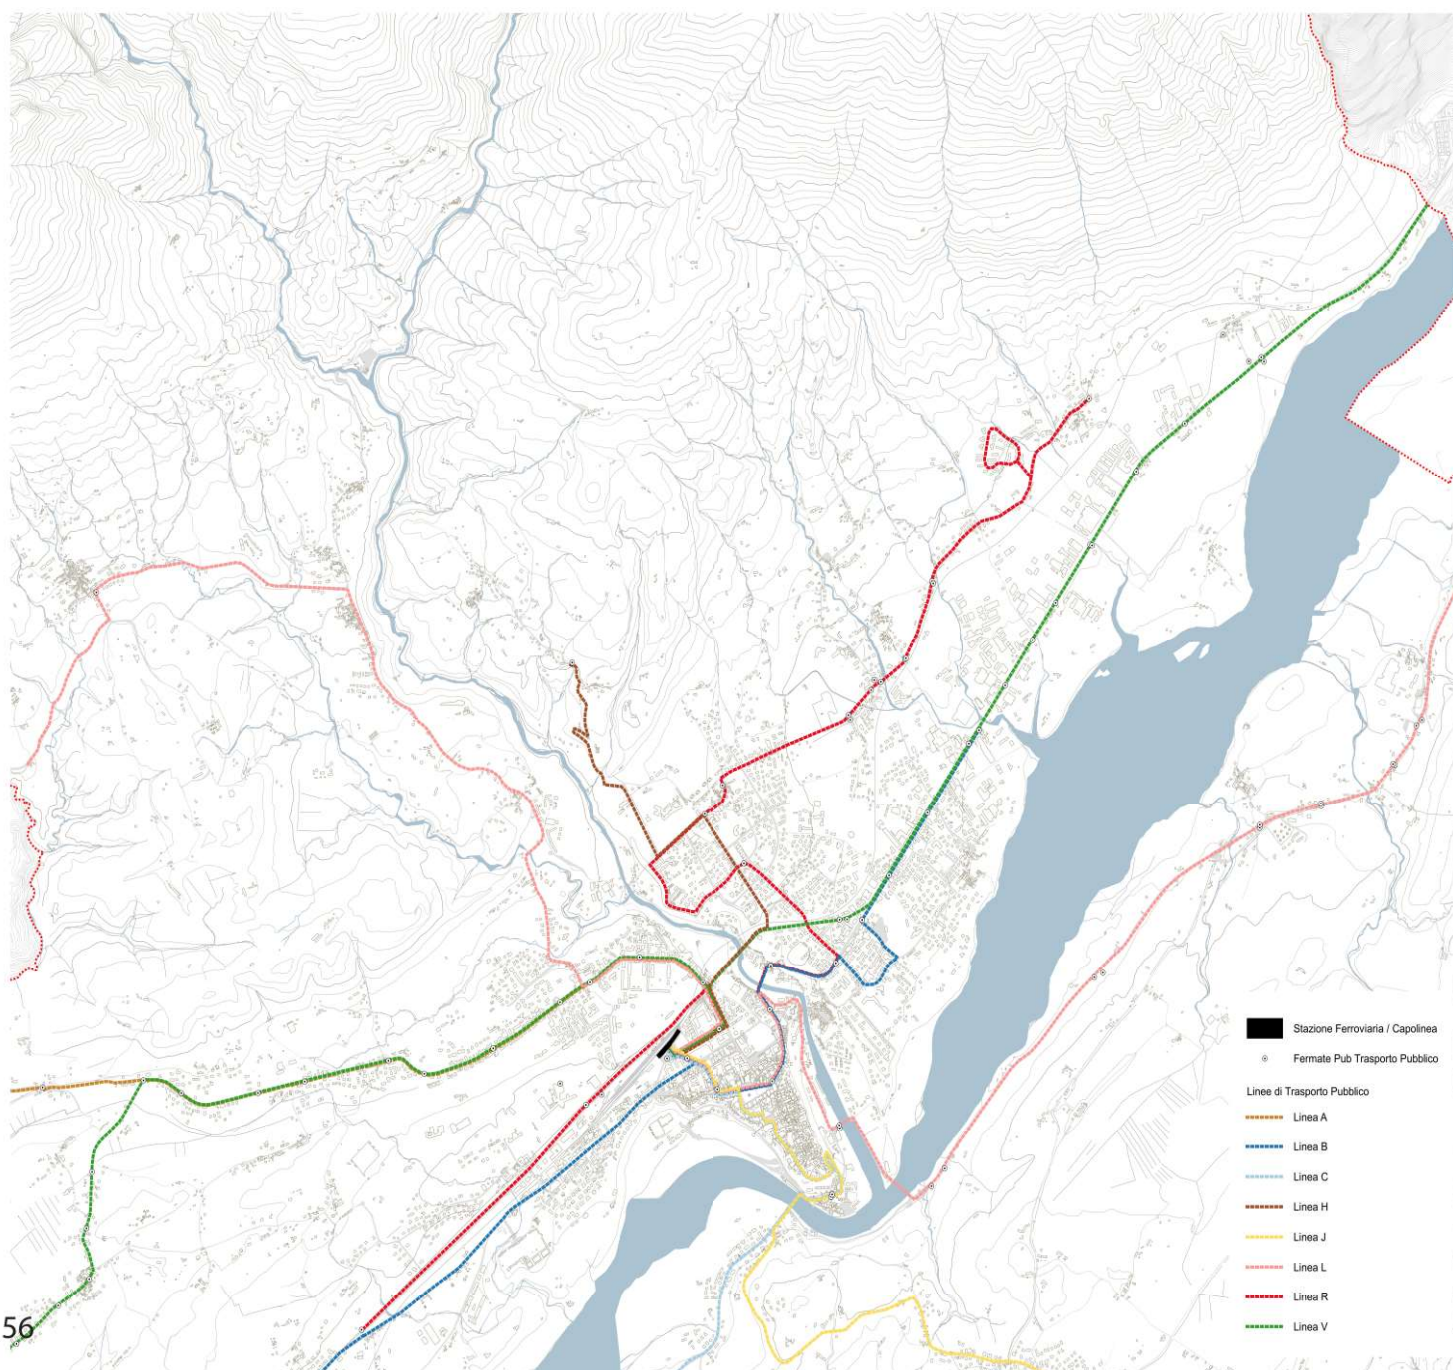 Stazione Ferroviaria / Capolinea
Fermate Pub Trasporto Pubblico
Linee di Trasporto Pubblico
Linea A
Linea B
Linea C
Linea H
Linea J
Linea L
Linea R
Linea V
56